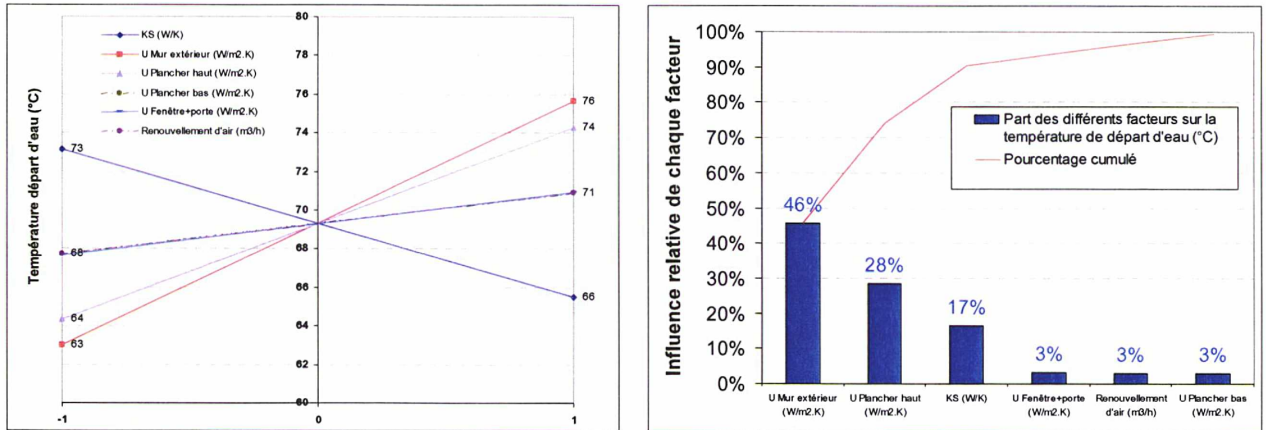 80
78
76
74
72
70
68
66
64
62
60
-1
0
1
Température départ d'eau (°C)
KS (W/K)
U Mur extérieur (W/m2.K)
U Plancher haut (W/m2.K)
U Plancher bas (W/m2.K)
U Fenêtre+porte (W/m2.K)
Renouvellement d'air (m3/h)
73
68
64
63
76
74
71
66
Influence relative de chaque facteur
100%
90%
80%
70%
60%
50%
40%
30%
20%
10%
0%
Part des différents facteurs sur la
température de départ d'eau (°C)
Pourcentage cumulé
46%
28%
17%
3%
3%
3%
U Mur extérieur
(W/m2.K)
U Plancher haut
(W/m2.K)
KS (W/K)
U Fenêtre+porte
(W/m2.K)
Renouvellement
d'air (m3/h)
U Plancher bas
(W/m2.K)